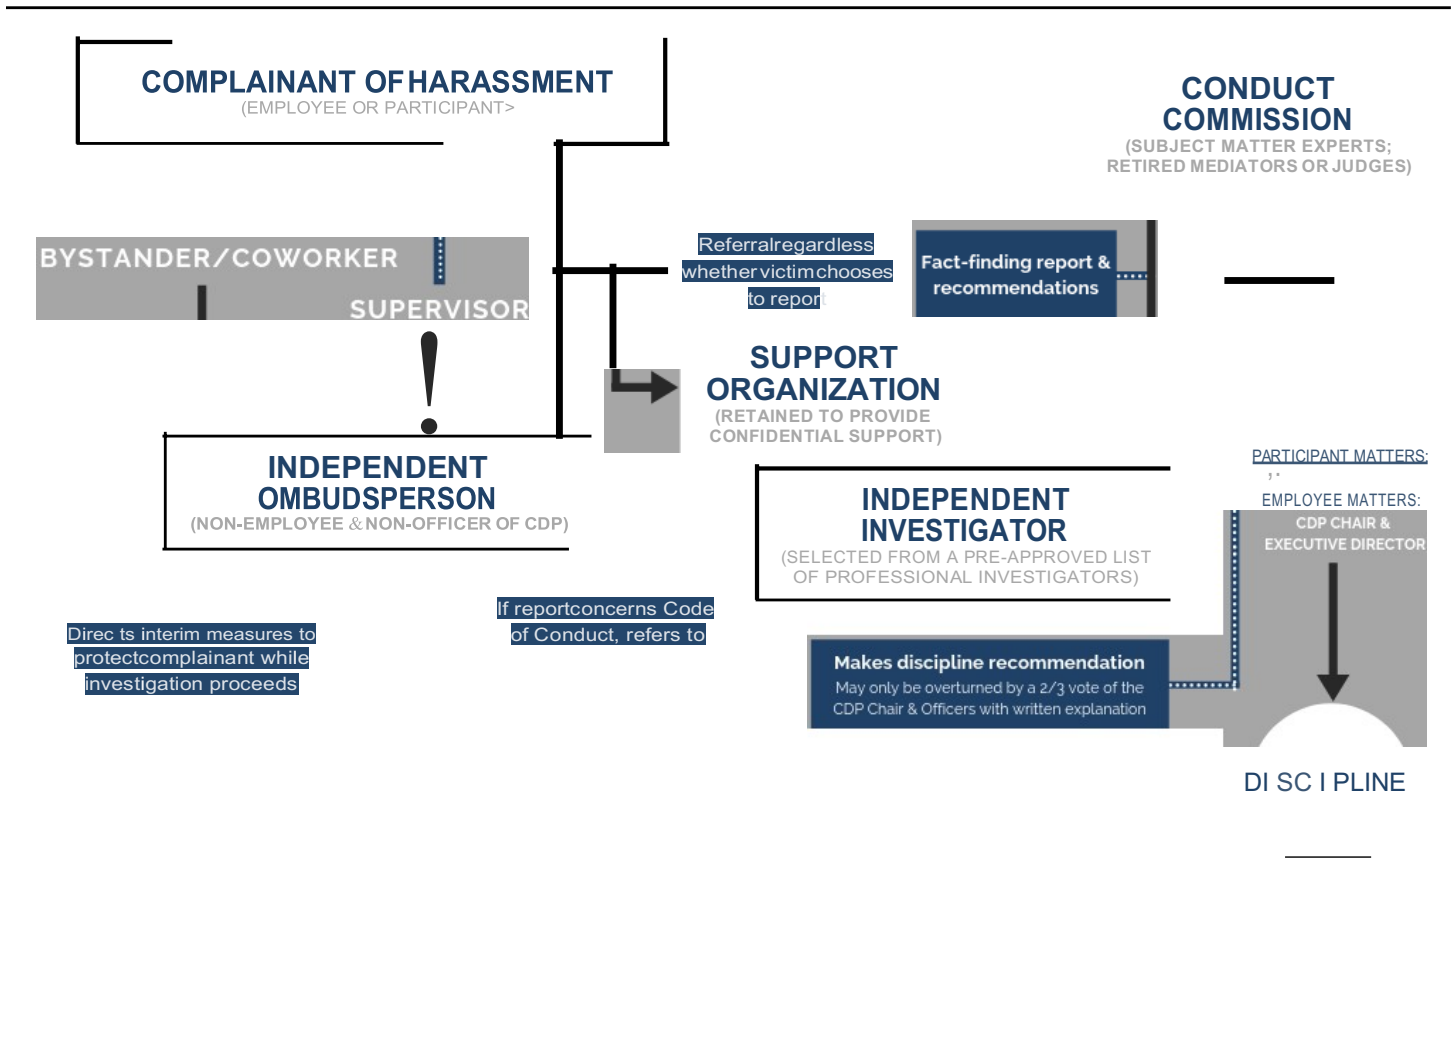 COMPLAINANT OF HARASSMENT
(EMPLOYEE OR PARTICIPANT>
CONDUCT
COMMISSION
(SUBJECT MATTER EXPERTS;
RETIRED MEDIATORS OR JUDGES)
BYSTANDER/COWORKER
SUPERVISOR
!
Referralregardless
whether victim chooses
to report
Fact-finding report &
recommendations
SUPPORT
ORGANIZATION
(RETAINED TO PROVIDE
CONFIDENTIAL SUPPORT)
INDEPENDENT
OMBUDSPERSON
(NON-EMPLOYEE & NON-OFFICER OF CDP)
INDEPENDENT
INVESTIGATOR
(SELECTED FROM A PRE-APPROVED LIST
OF PROFESSIONAL INVESTIGATORS)
PARTICIPANT MATTERS:
, .
EMPLOYEE MATTERS:
CDP CHAIR &
EXECUTIVE DIRECTOR
If reportconcerns Code
of Conduct, refers to
Direc ts interim measures to
protectcomplainant while
investigation proceeds
Makes discipline recommendation
May only be overturned by a 2/3 vote of the
CDP Chair & Officers with written explanation
DI SC I PLINE